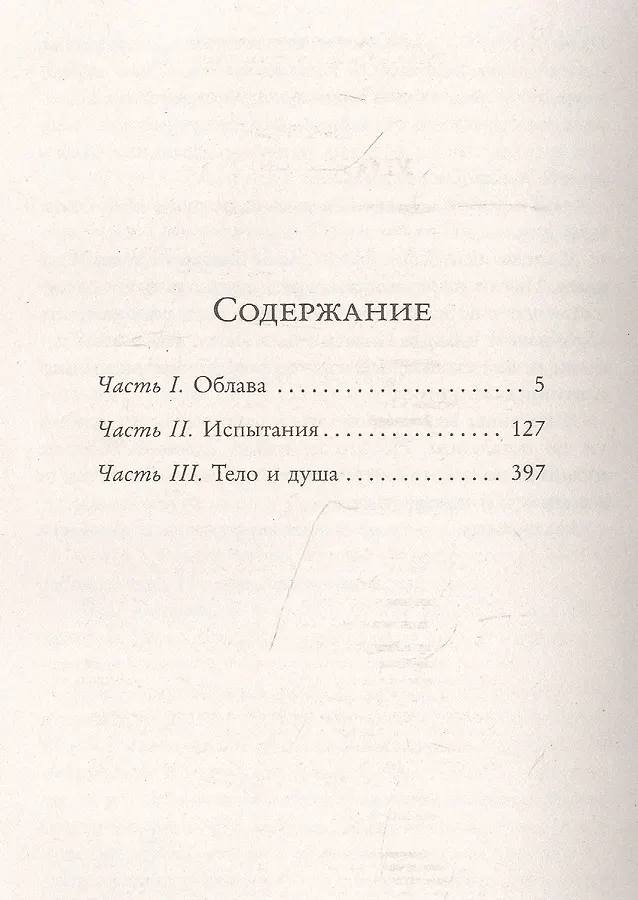 Содержание
Часть I. Облава ....................... 5
Часть II. Испытания ................. 127
Часть III. Тело и душа .............. 397